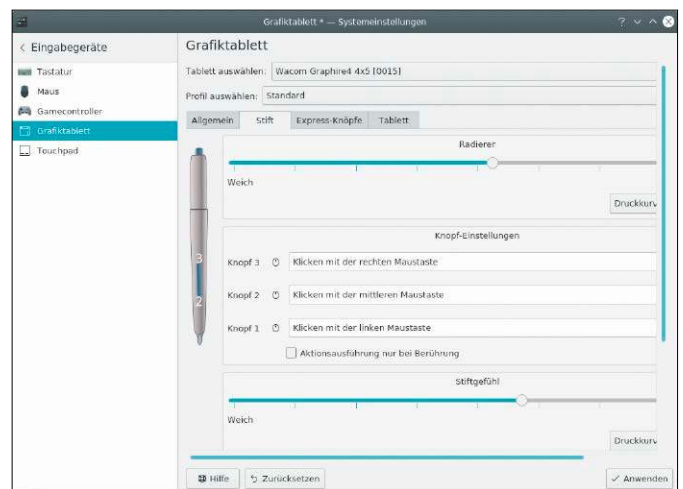 Grafiktablett * — Systemeinstellungen
Eingabegeräte
Tastatur
Maus
Gamecontroller
Grafiktablett
Touchpad
Grafiktablett
Tablett auswählen: Wacom Graphire4 4x5 [0015]
Profil auswählen: Standard
Allgemein Stift Express-Knöpfe Tablett
Radierer
Weich
Druckkurv
Knopf-Einstellungen
3
Knopf 3 Klicken mit der rechten Maustaste
2
Knopf 2 Klicken mit der mittleren Maustaste
Knopf 1 Klicken mit der linken Maustaste
Aktionsausführung nur bei Berührung
Stiftgefühl
Weich
Druckkurv
Hilfe Zurücksetzen Anwenden